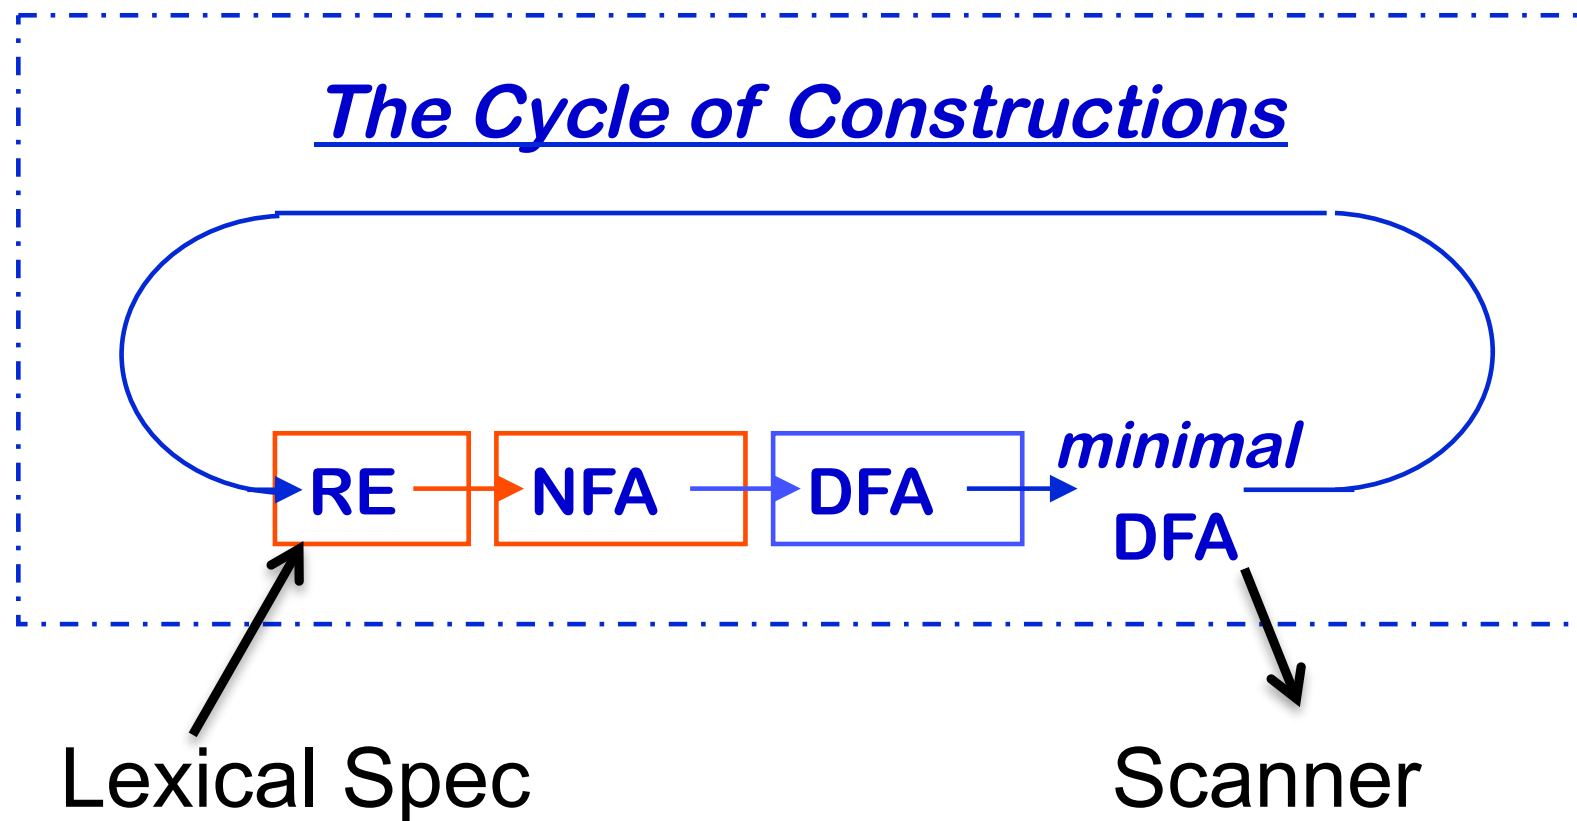 The Cycle of Constructions
minimal
RE NFA DFA
DFA
Lexical Spec Scanner